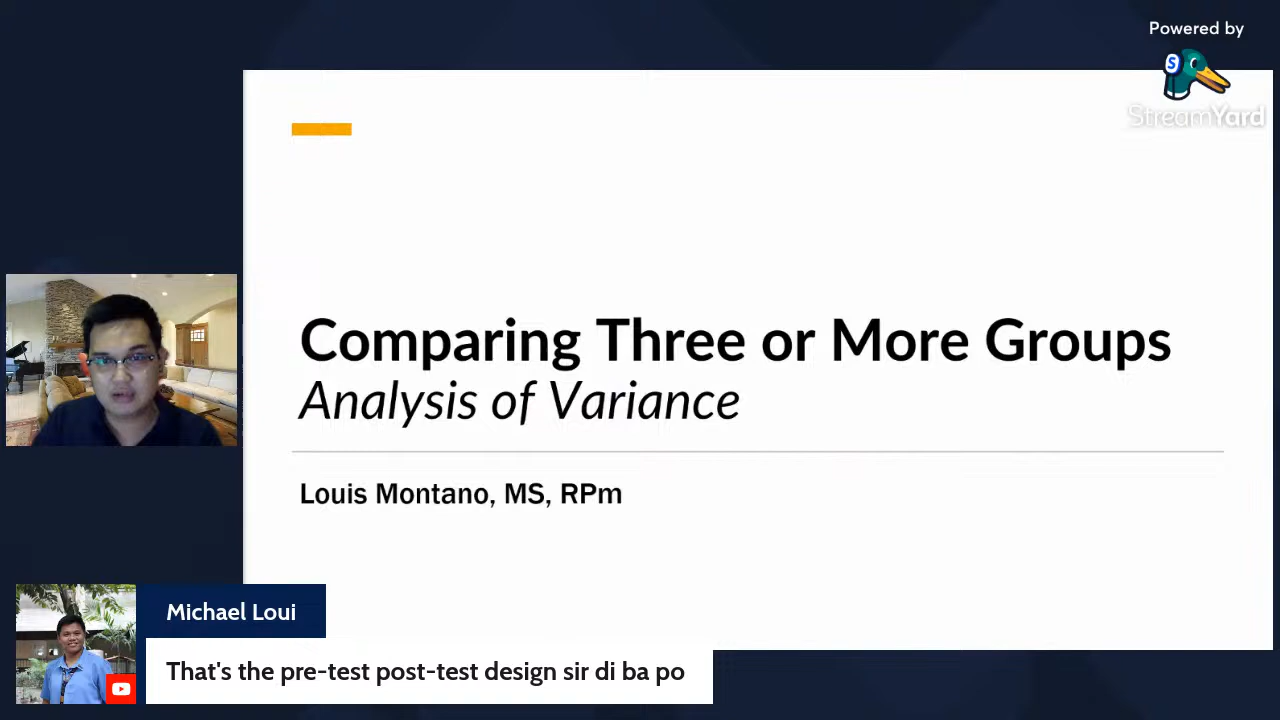 Powered by
StreamYard
Comparing Three or More Groups
Analysis of Variance
Louis Montano, MS, RPm
Michael Loui
That's the pre-test post-test design sir di ba po